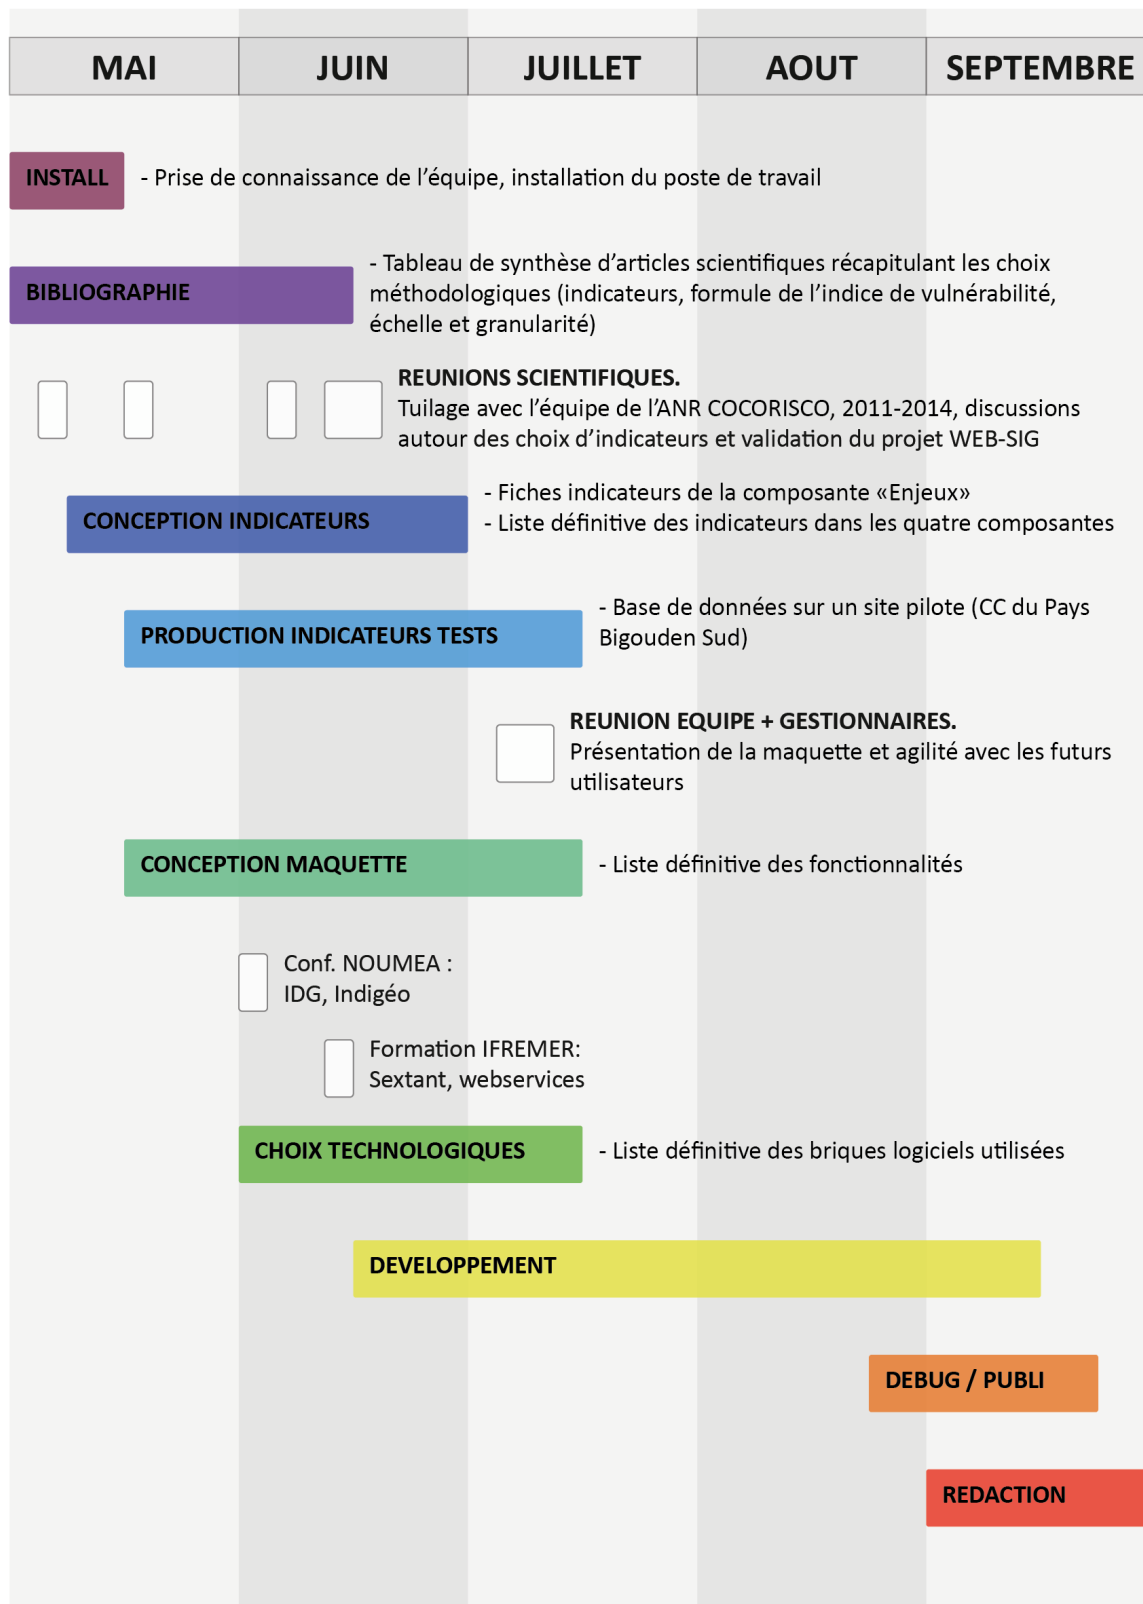 MAI JUIN JUILLET AOUT SEPTEMBRE
INSTALL - Prise de connaissance de l’équipe, installation du poste de travail
BIBLIOGRAPHIE
- Tableau de synthèse d’articles scientifiques récapitulant les choix
méthodologiques (indicateurs, formule de l’indice de vulnérabilité,
échelle et granularité)
REUNIONS SCIENTIFIQUES.
Tuilage avec l’équipe de l’ANR COCORISCO, 2011-2014, discussions
autour des choix d’indicateurs et validation du projet WEB-SIG
CONCEPTION INDICATEURS
- Fiches indicateurs de la composante «Enjeux»
- Liste définitive des indicateurs dans les quatre composantes
PRODUCTION INDICATEURS TESTS
- Base de données sur un site pilote (CC du Pays
Bigouden Sud)
REUNION EQUIPE + GESTIONNAIRES.
Présentation de la maquette et agilité avec les futurs
utilisateurs
CONCEPTION MAQUETTE - Liste définitive des fonctionnalités
Conf. NOUMEA :
IDG, Indigéo
Formation IFREMER:
Sextant, webservices
CHOIX TECHNOLOGIQUES - Liste définitive des briques logiciels utilisées
DEVELOPPEMENT
DEBUG / PUBLI
REDACTION